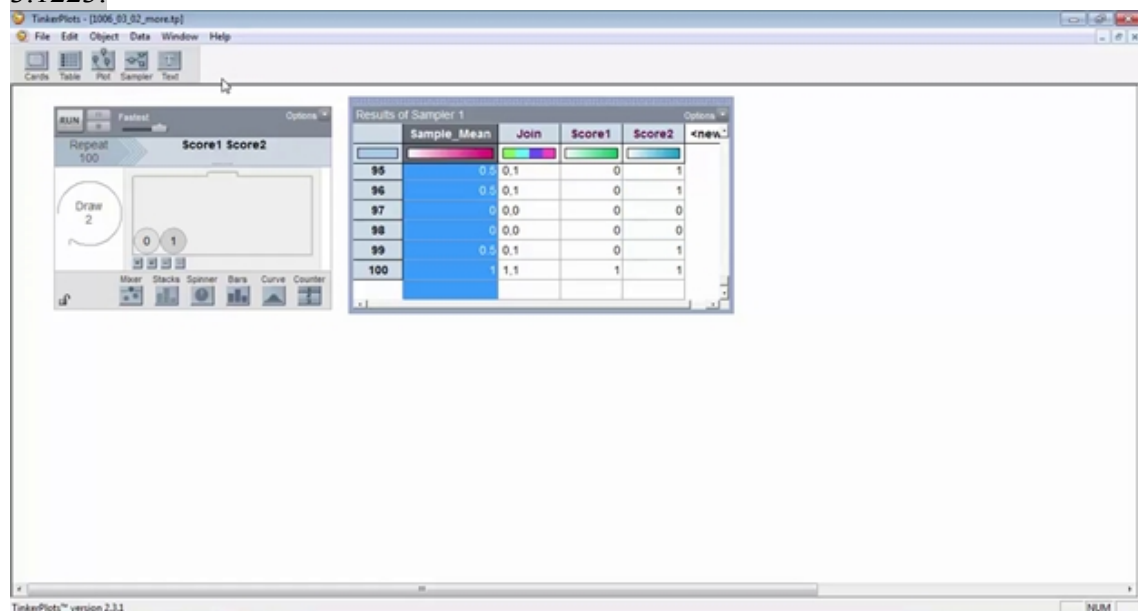 TinkerPlots - [1006_03_02_more.tp]
File Edit Object Data Window Help
Cards Table Plot Sampler Text
RUN Fastest Options
Repeat 100 Score1 Score2
Draw 2
0 1
Mixer Stacks Spinner Bars Curve Counter
Results of Sampler 1 Options
Sample_Mean Join Score1 Score2 <new
95 0.5 0,1 0 1
96 0.5 0,1 0 1
97 0 0,0 0 0
98 0 0,0 0 0
99 0.5 0,1 0 1
100 1 1,1 1 1
TinkerPlots™ version 2.3.1 NUM